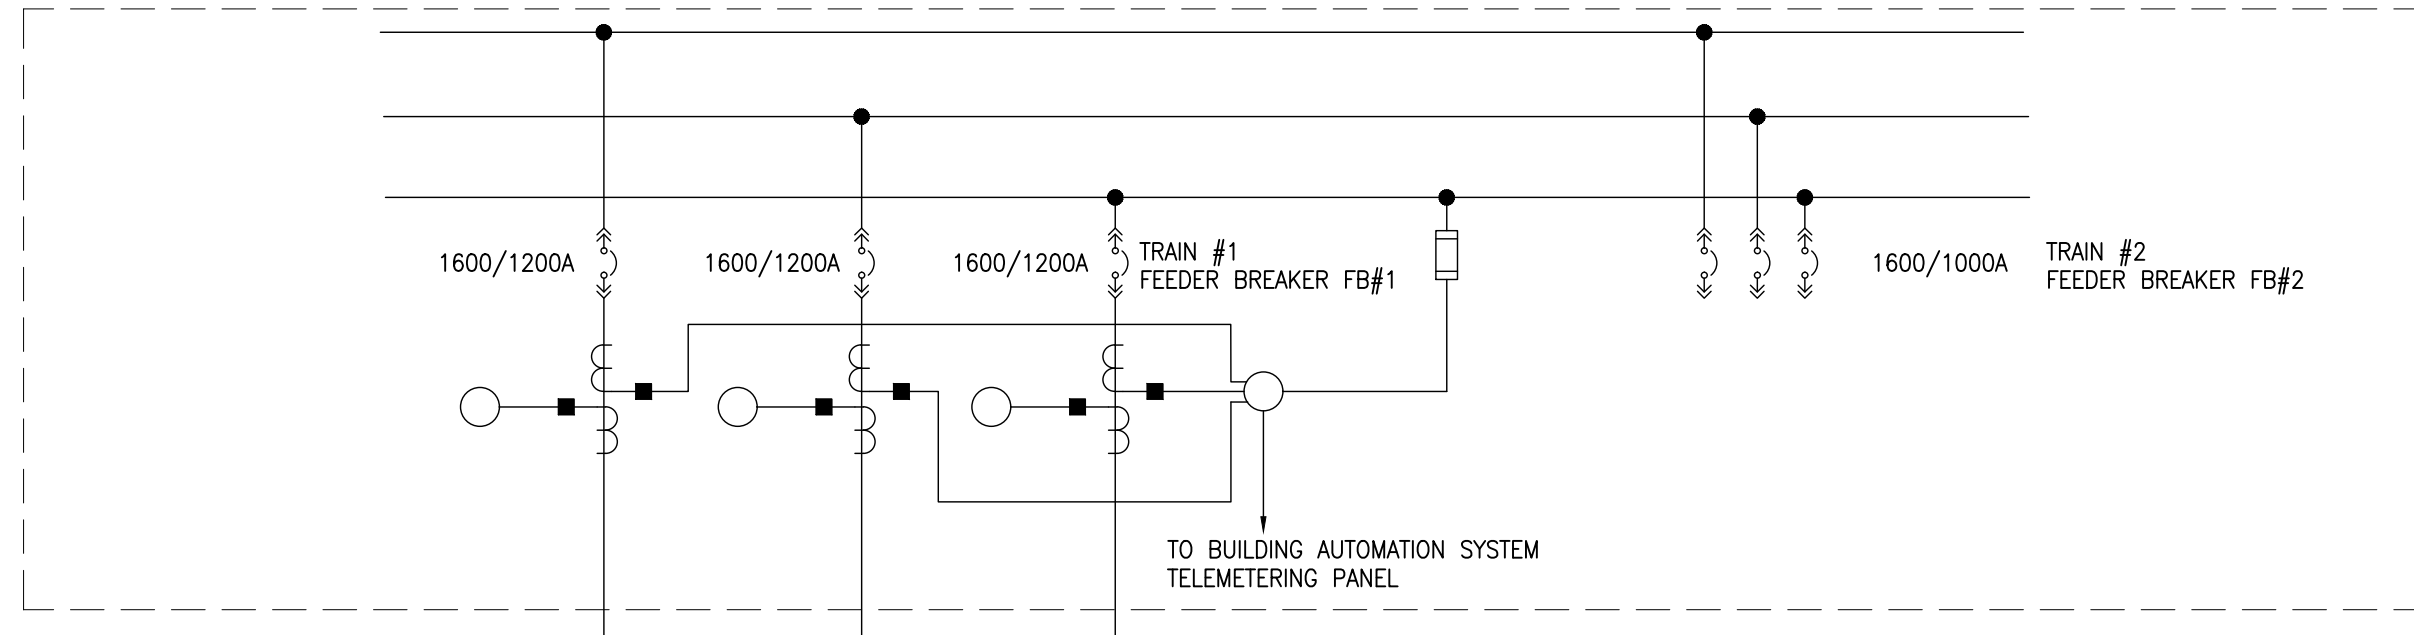 1600/1200A
1600/1200A
1600/1200A
TRAIN #1
FEEDER BREAKER FB#1
1600/1000A
TRAIN #2
FEEDER BREAKER FB#2
TO BUILDING AUTOMATION SYSTEM
TELEMETERING PANEL